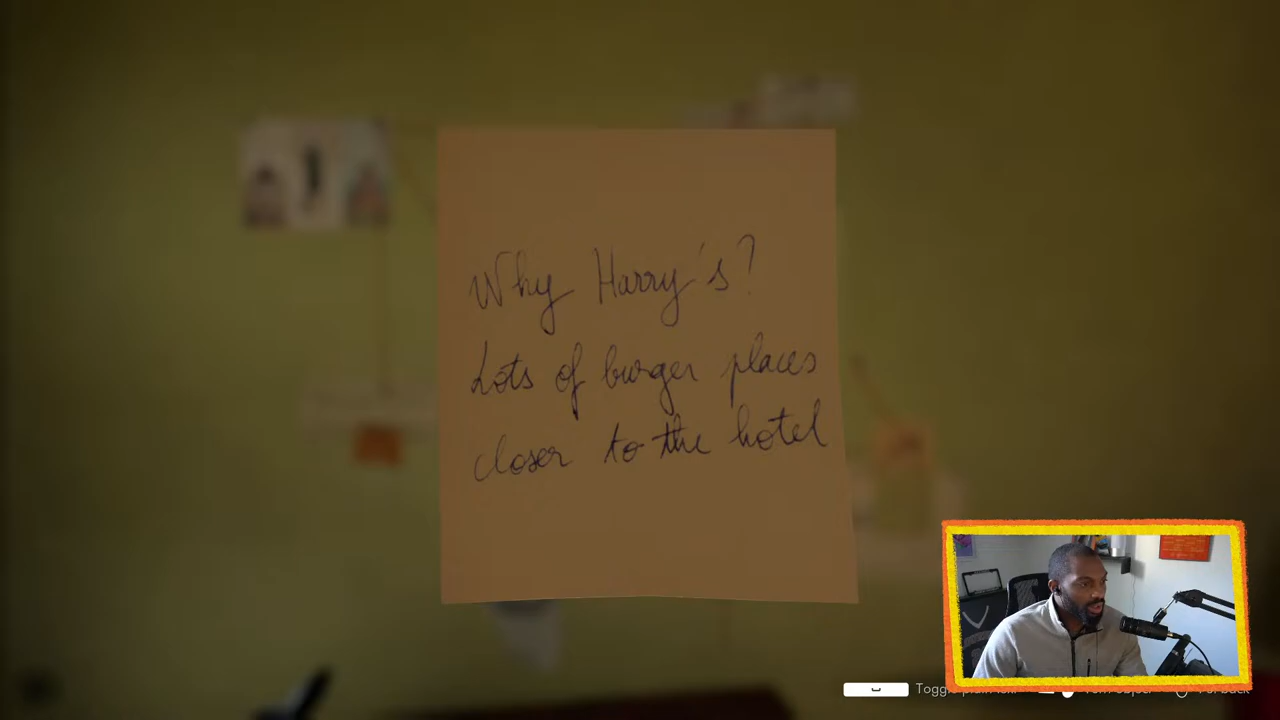 Why Harry's?
Lots of burger places
closer to the hotel